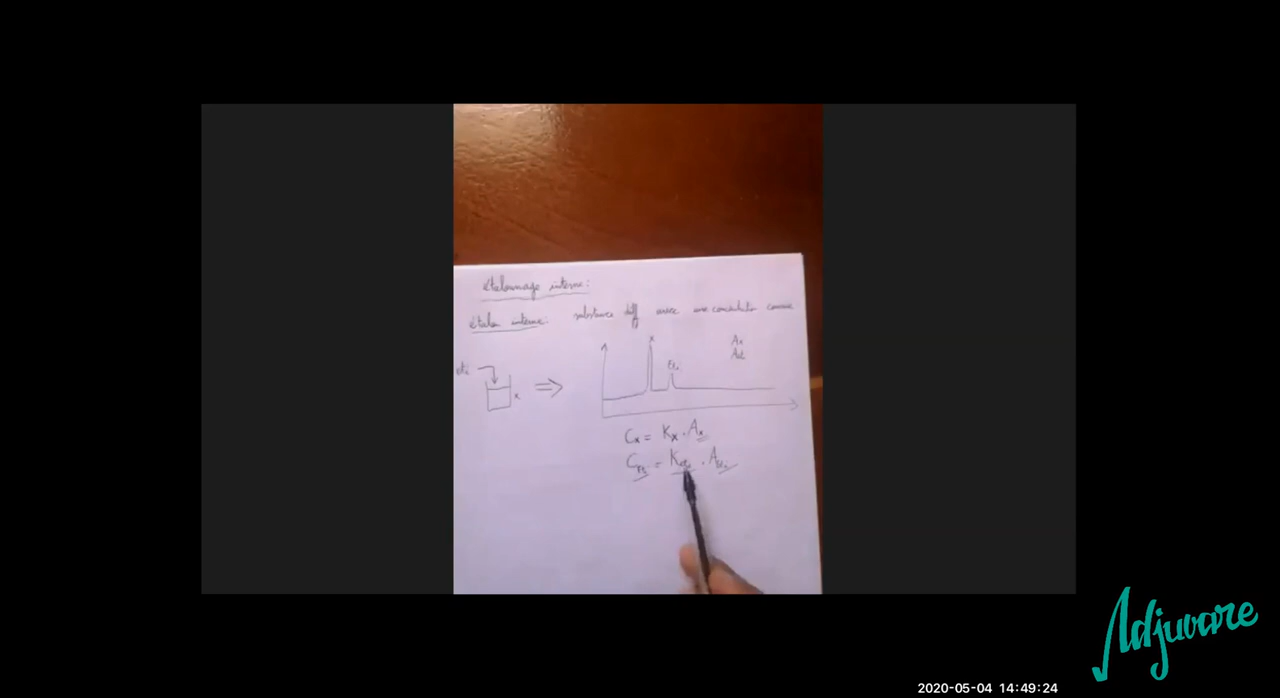 étalonnage interne:
étalon interne: substance diff avec une concentration connue
X
Eti
Ax
eti
x
Cx = Kx . Ax
Adjuvare
2020-05-04 14:49:24